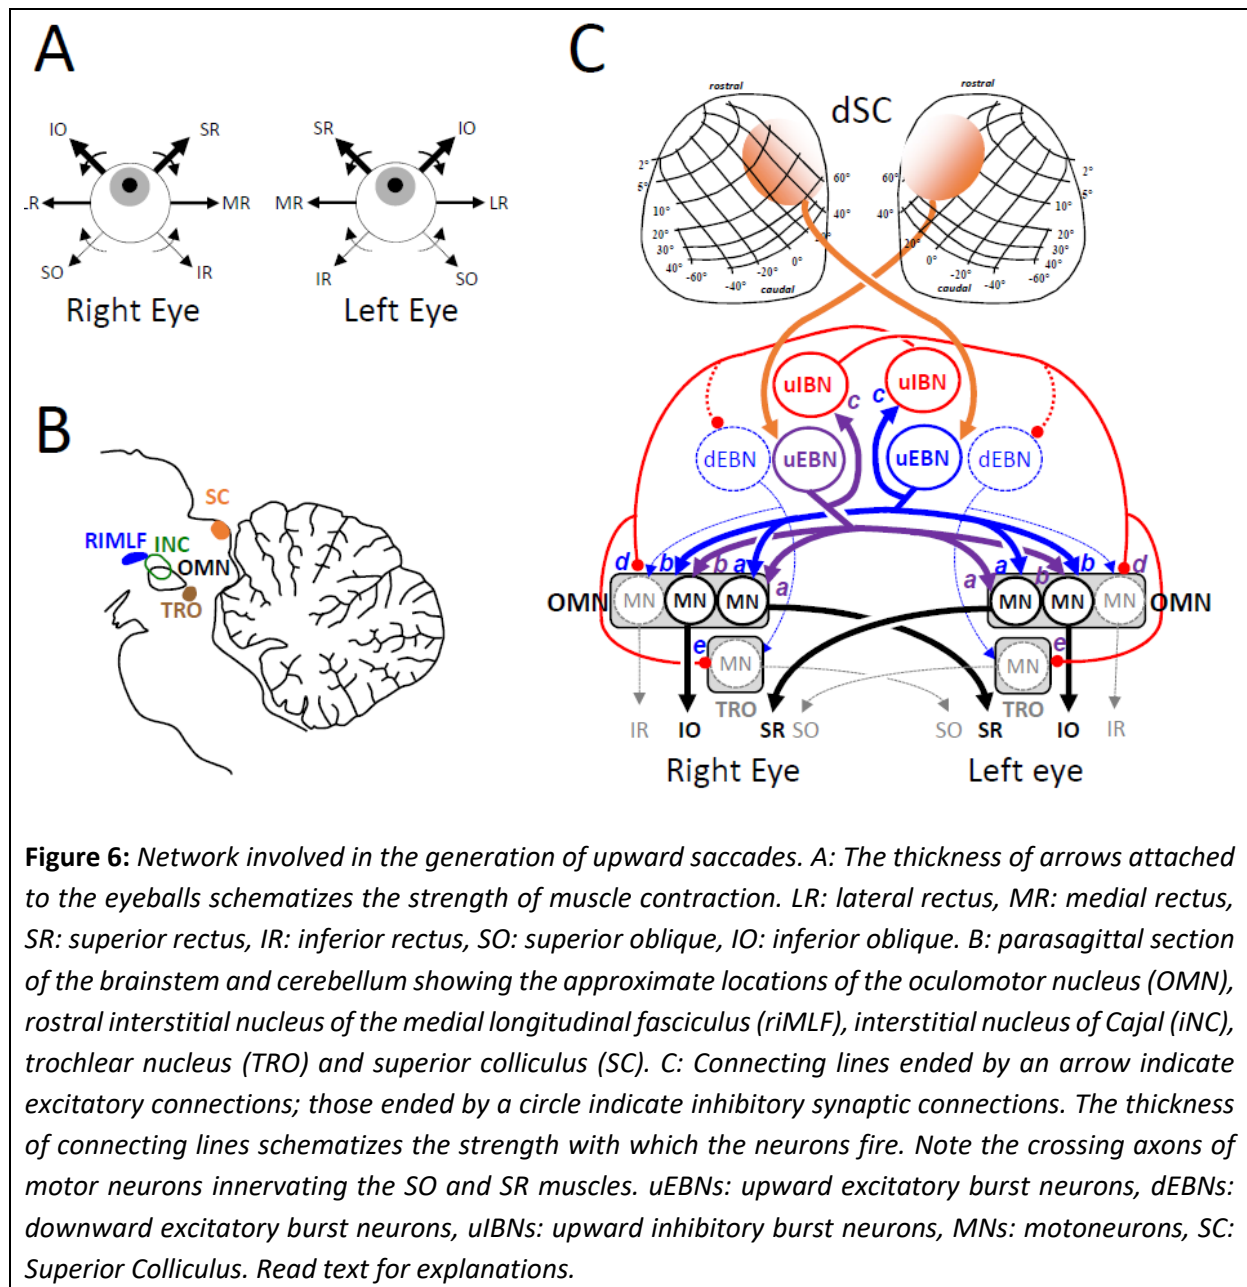 A
IO
SR
SR
IO
LR
MR
MR
LR
SO
IR
IR
SO
Right Eye
Left Eye
B
SC
RIMLF
INC
OMN
TRO
C
rostral
rostral
dSC
2°
5°
10°
20°
30°
40°
-60°
-40°
-20°
0°
20°
40°
60°
caudal
60°
40°
20°
0°
-20°
-40°
-60°
2°
5°
10°
20°
30°
40°
caudal
uIBN
uIBN
c
c
dEBN
uEBN
uEBN
dEBN
d
b
b
a
a
a
a
b
b
d
OMN
MN
MN
MN
MN
MN
MN
OMN
e
MN
MN
e
TRO
TRO
IR
IO
SR
SO
SO
SR
IO
IR
Right Eye
Left eye
Figure 6: Network involved in the generation of upward saccades. A: The thickness of arrows attached
to the eyeballs schematizes the strength of muscle contraction. LR: lateral rectus, MR: medial rectus,
SR: superior rectus, IR: inferior rectus, SO: superior oblique, IO: inferior oblique. B: parasagittal section
of the brainstem and cerebellum showing the approximate locations of the oculomotor nucleus (OMN),
rostral interstitial nucleus of the medial longitudinal fasciculus (riMLF), interstitial nucleus of Cajal (iNC),
trochlear nucleus (TRO) and superior colliculus (SC). C: Connecting lines ended by an arrow indicate
excitatory connections; those ended by a circle indicate inhibitory synaptic connections. The thickness
of connecting lines schematizes the strength with which the neurons fire. Note the crossing axons of
motor neurons innervating the SO and SR muscles. uEBNs: upward excitatory burst neurons, dEBNs:
downward excitatory burst neurons, uIBNs: upward inhibitory burst neurons, MNs: motoneurons, SC:
Superior Colliculus. Read text for explanations.